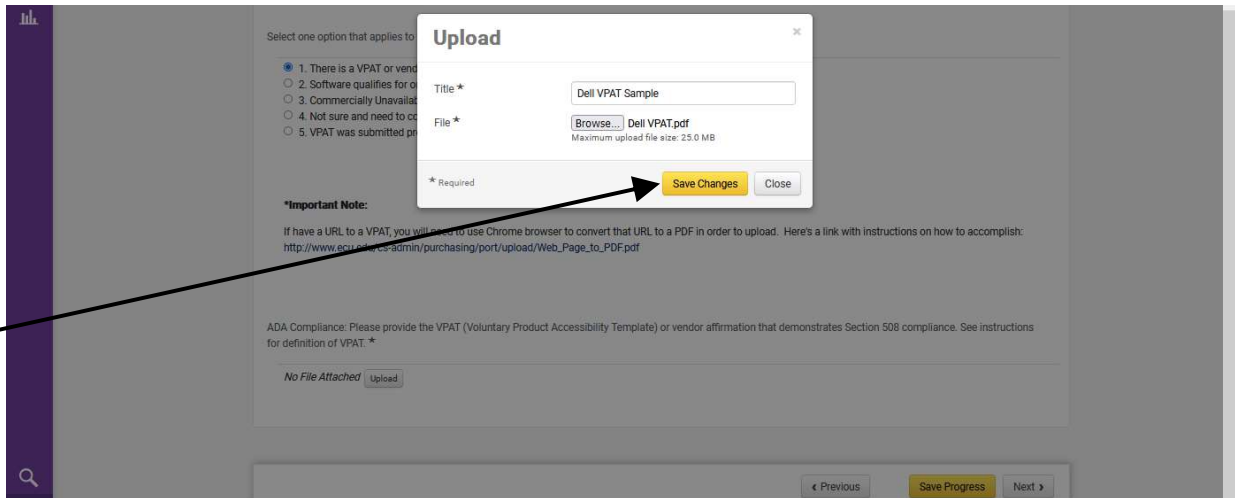 Select one option that applies to
1. There is a VPAT or vend
2. Software qualifies for o
3. Commercially Unavailab
4. Not sure and need to co
5. VPAT was submitted pr
Upload
×
Title ★
Dell VPAT Sample
File ★
Browse... Dell VPAT.pdf
Maximum upload file size: 25.0 MB
★ Required
Save Changes
Close
*Important Note:
If have a URL to a VPAT, you will need to use Chrome browser to convert that URL to a PDF in order to upload. Here's a link with instructions on how to accomplish:
http://www.ecu.edu/cs-admin/purchasing/port/upload/Web_Page_to_PDF.pdf
ADA Compliance: Please provide the VPAT (Voluntary Product Accessibility Template) or vendor affirmation that demonstrates Section 508 compliance. See instructions
for definition of VPAT. ★
No File Attached Upload
‹ Previous
Save Progress
Next ›